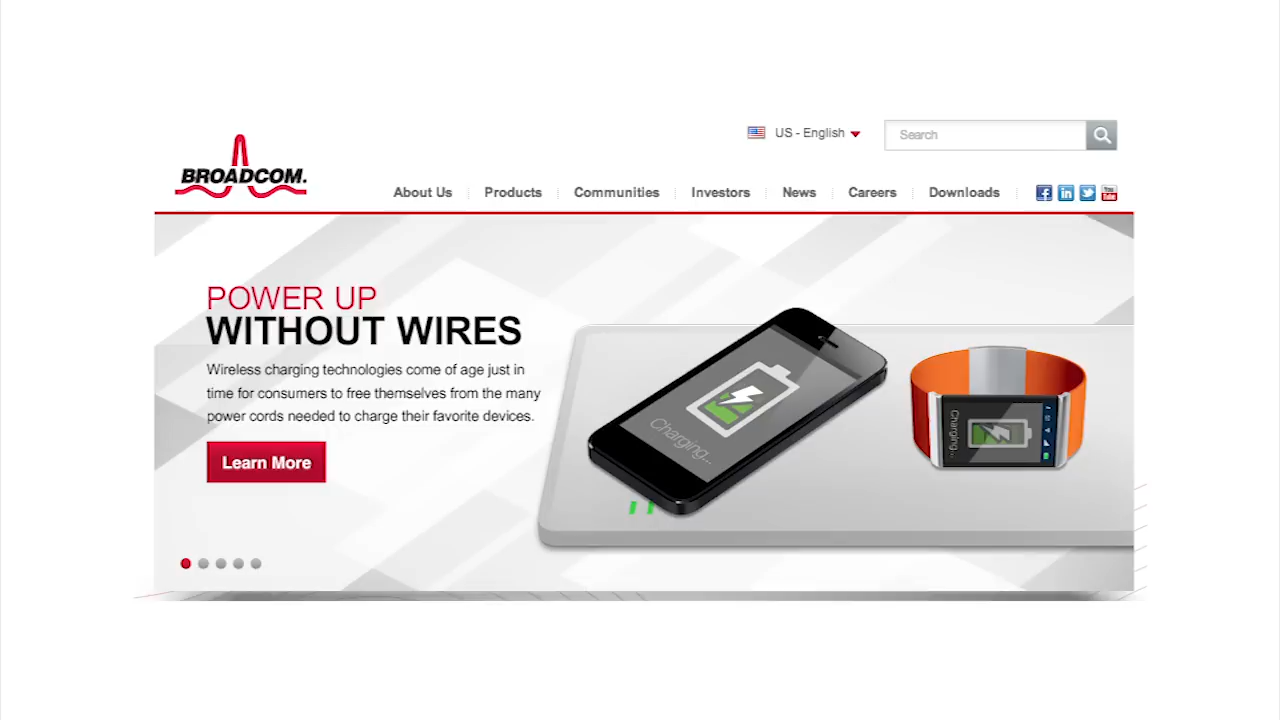 US - English
Search
BROADCOM.
About Us
Products
Communities
Investors
News
Careers
Downloads
You
Tube
POWER UP
WITHOUT WIRES
Wireless charging technologies come of age just in
time for consumers to free themselves from the many
power cords needed to charge their favorite devices.
Learn More
Charging...
Charging...